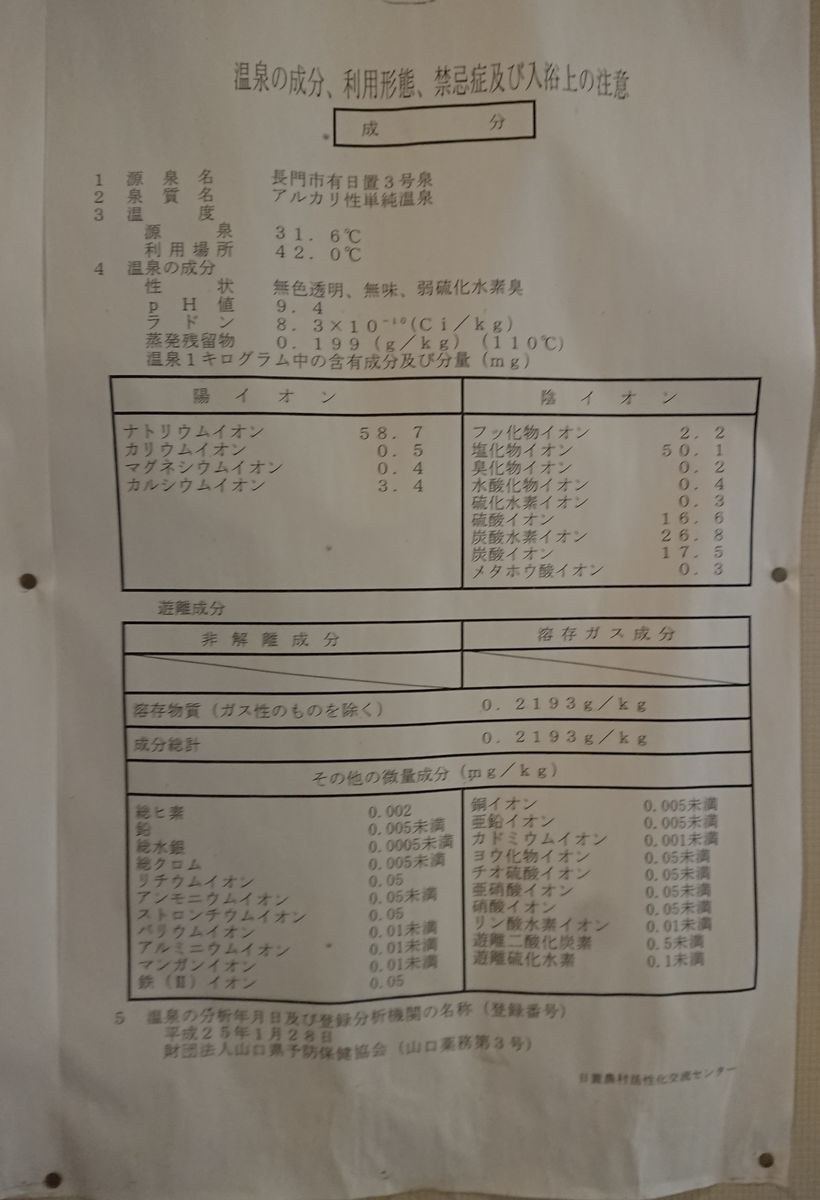 温泉の成分、利用形態、禁忌症及び入浴上の注意
成分
1 源泉名 長門市有日置3号泉
2 泉質名 アルカリ性単純温泉
3 温度
源泉 31.6℃
利用場所 42.0℃
4 温泉の成分
性状 無色透明、無味、弱硫化水素臭
pH値 9.4
ラドン 8.3×10⁻¹⁰(Ci/kg)
蒸発残留物 0.199(g/kg)(110℃)
温泉1キログラム中の含有成分及び分量(mg)
陽イオン 陰イオン
ナトリウムイオン 58.7 フッ化物イオン 2.2
カリウムイオン 0.5 塩化物イオン 50.1
マグネシウムイオン 0.4 臭化物イオン 0.2
カルシウムイオン 3.4 水酸化物イオン 0.4
硫化水素イオン 0.3
硫酸イオン 16.6
炭酸水素イオン 26.8
炭酸イオン 17.5
メタホウ酸イオン 0.3
遊離成分
非解離成分 溶存ガス成分
溶存物質(ガス性のものを除く) 0.2193g/kg
成分総計 0.2193g/kg
その他の微量成分(mg/kg)
総ヒ素 0.002 銅イオン 0.005未満
鉛 0.005未満 亜鉛イオン 0.005未満
総水銀 0.0005未満 カドミウムイオン 0.001未満
総クロム 0.005未満 ヨウ化物イオン 0.05未満
リチウムイオン 0.05 チオ硫酸イオン 0.05未満
アンモニウムイオン 0.05未満 亜硝酸イオン 0.05未満
ストロンチウムイオン 0.05 硝酸イオン 0.05未満
バリウムイオン 0.01未満 リン酸水素イオン 0.01未満
アルミニウムイオン 0.01未満 遊離二酸化炭素 0.5未満
マンガンイオン 0.01未満 遊離硫化水素 0.1未満
鉄(Ⅱ)イオン 0.05
5 温泉の分析年月日及び登録分析機関の名称(登録番号)
平成25年1月28日
財団法人山口県予防保健協会(山口薬務第3号)
日置農村活性化交流センター